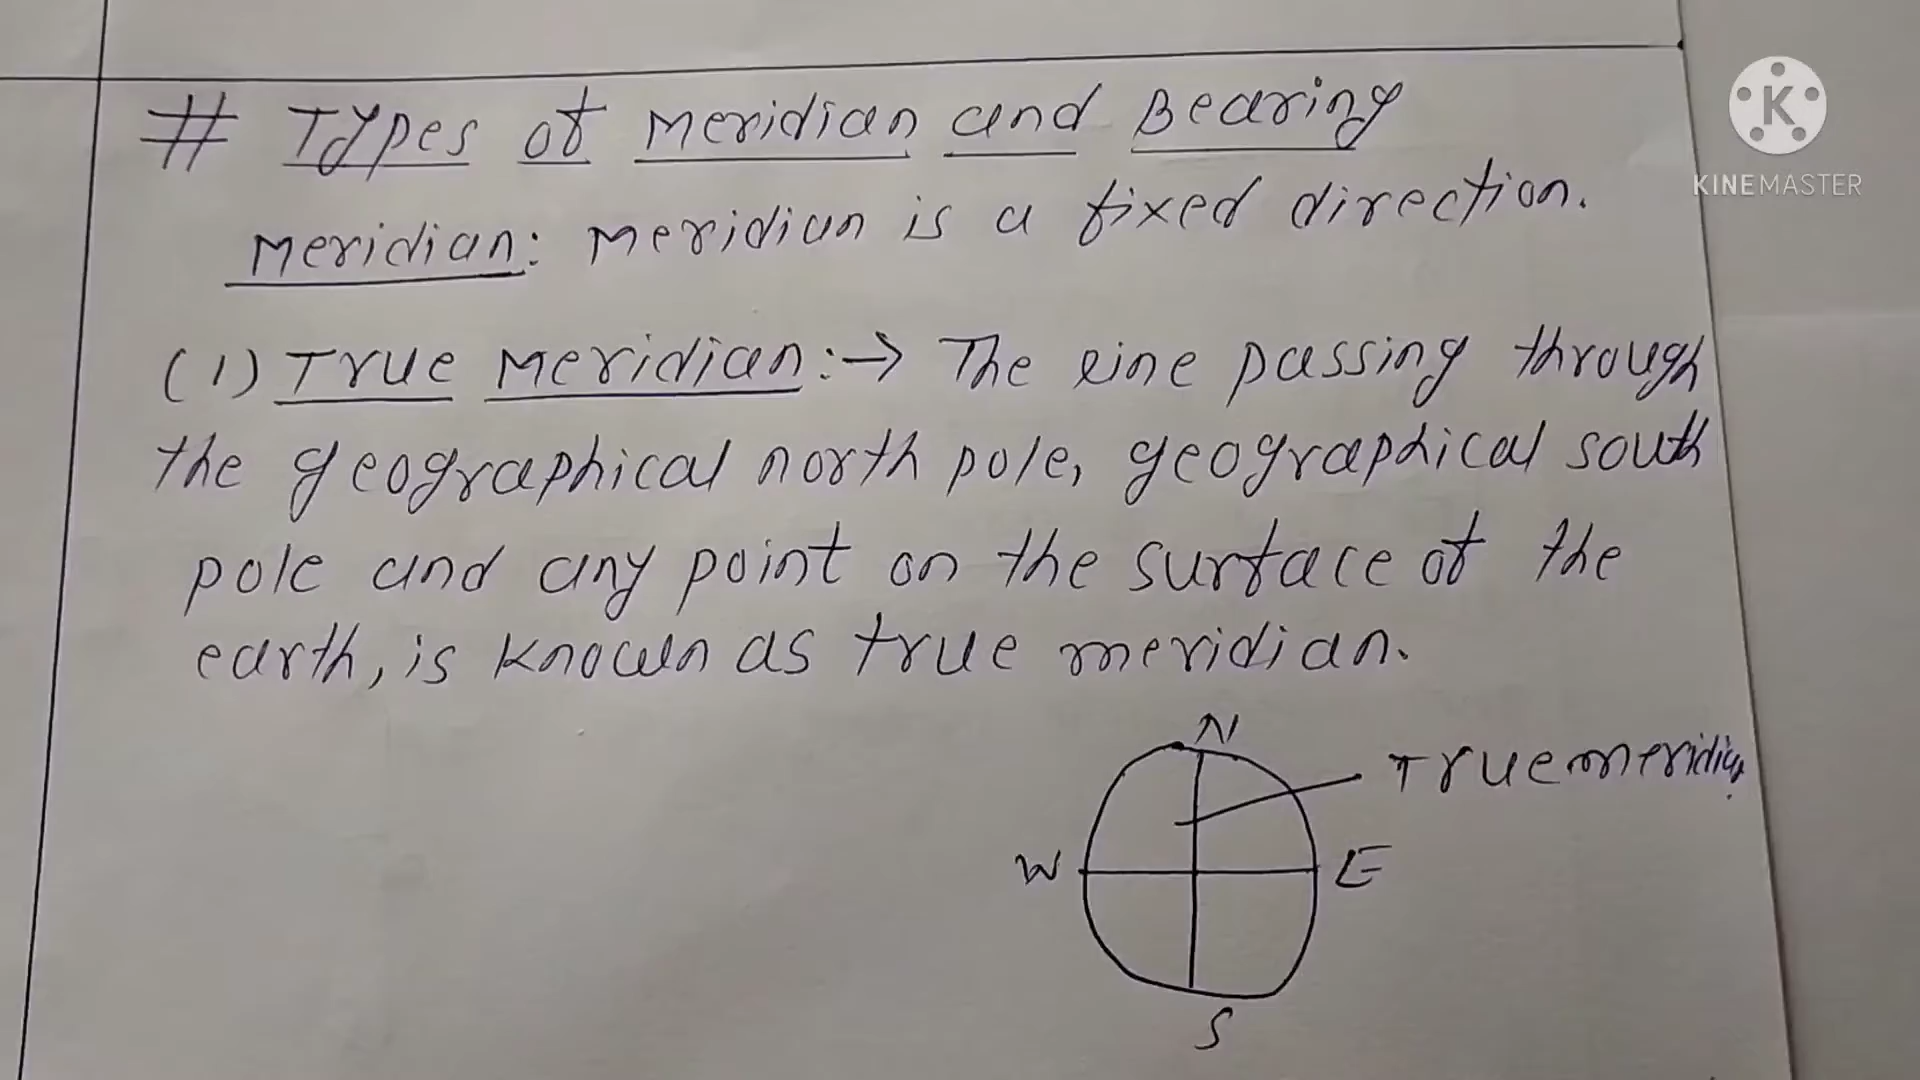 # Types of Meridian and Bearing
Meridian: Meridian is a fixed direction.
(1) True Meridian:→ The line passing through
the geographical north pole, geographical south
pole and any point on the surface of the
earth, is known as true meridian.
N
True meridian
W E
S
K
KINEMASTER